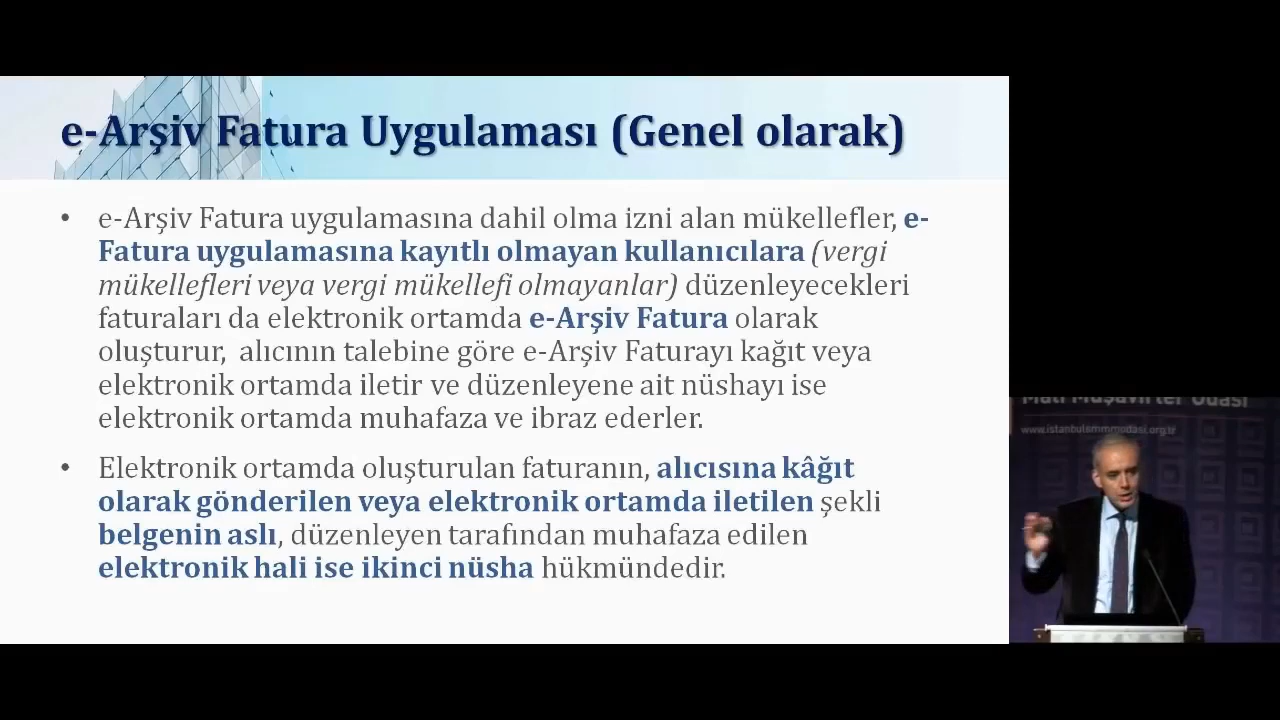 e-Arşiv Fatura Uygulaması (Genel olarak)
• e-Arşiv Fatura uygulamasına dahil olma izni alan mükellefler, e-
Fatura uygulamasına kayıtlı olmayan kullanıcılara (vergi
mükellefleri veya vergi mükellefi olmayanlar) düzenleyecekleri
faturaları da elektronik ortamda e-Arşiv Fatura olarak
oluşturur, alıcının talebine göre e-Arşiv Faturayı kağıt veya
elektronik ortamda iletir ve düzenleyene ait nüshayı ise
elektronik ortamda muhafaza ve ibraz ederler.
• Elektronik ortamda oluşturulan faturanın, alıcısına kâğıt
olarak gönderilen veya elektronik ortamda iletilen şekli
belgenin aslı, düzenleyen tarafından muhafaza edilen
elektronik hali ise ikinci nüsha hükmündedir.
Mali Müşavirler Odası
www.istanbulsmmmodasi.org.tr